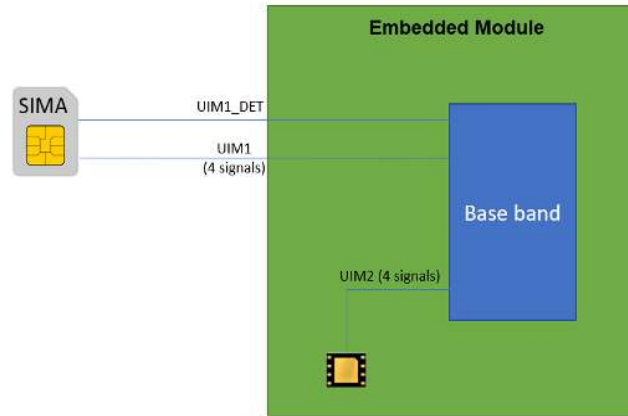 Embedded Module
SIMA
UIM1_DET
UIM1
(4 signals)
Base band
UIM2 (4 signals)